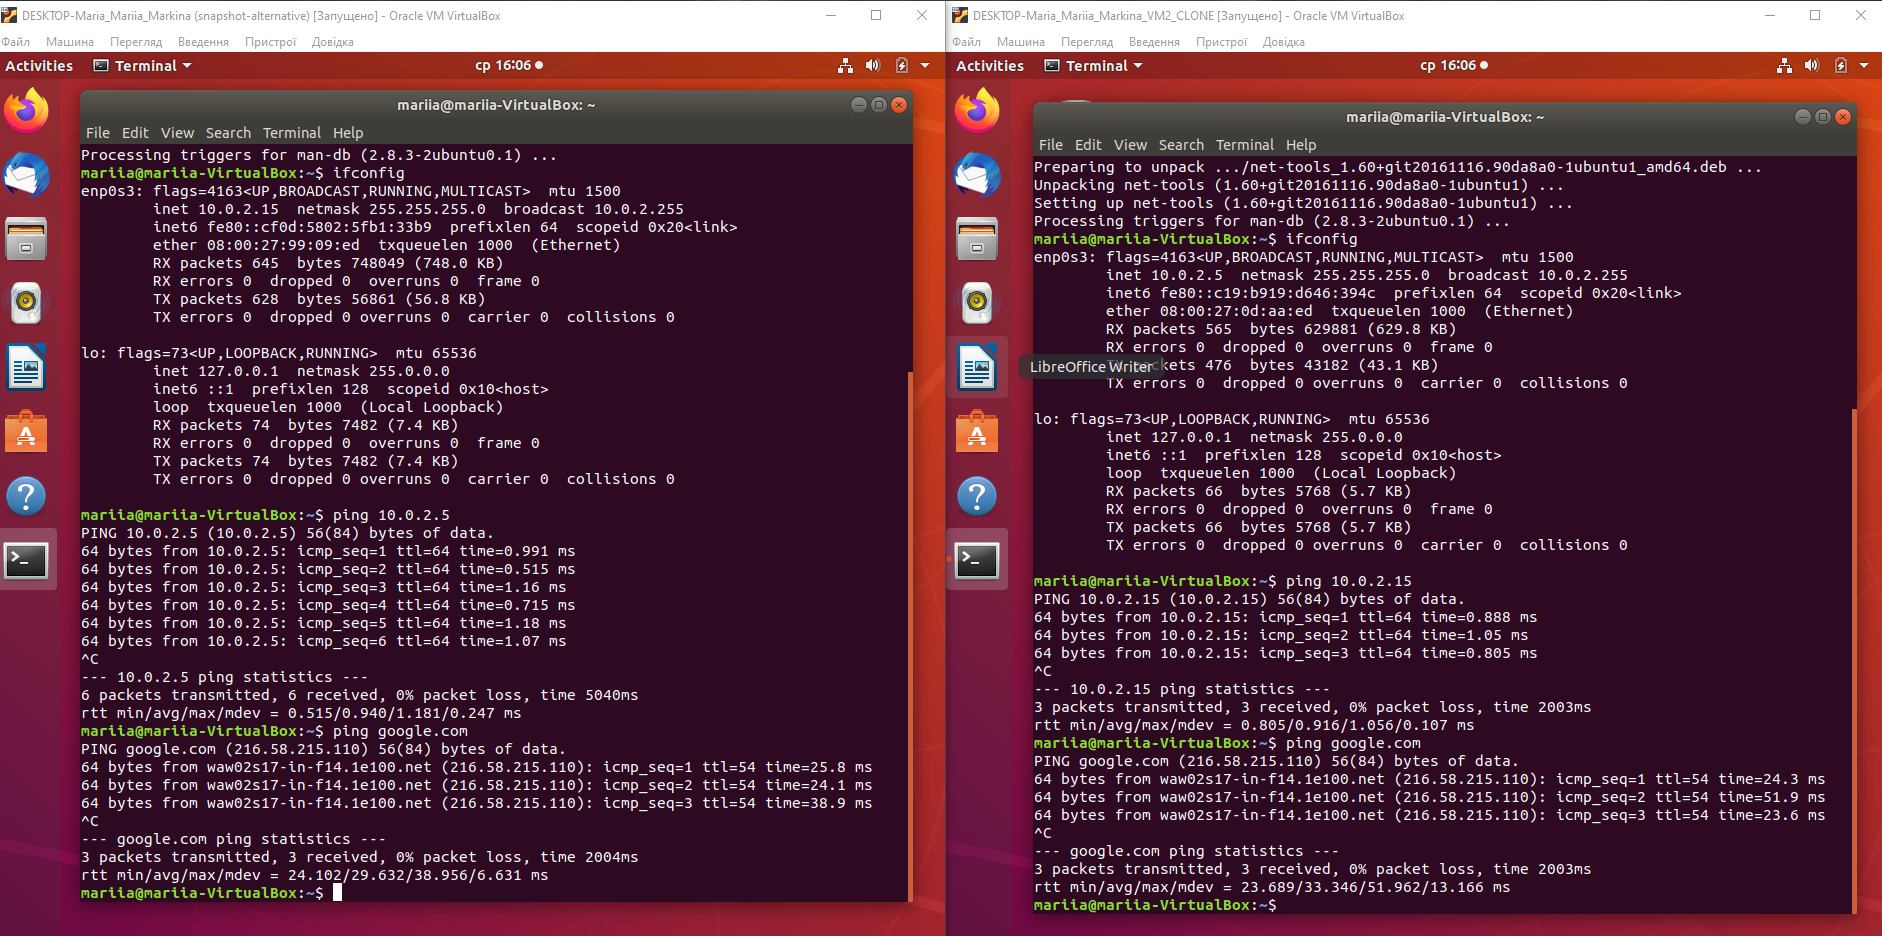 DESKTOP-Maria_Mariia_Markina (snapshot-alternative) [Запущено] - Oracle VM VirtualBox
Файл Машина Перегляд Введення Пристрої Довідка
Activities Terminal ср 16:06
mariia@mariia-VirtualBox: ~
File Edit View Search Terminal Help
Processing triggers for man-db (2.8.3-2ubuntu0.1) ...
mariia@mariia-VirtualBox:~$ ifconfig
enp0s3: flags=4163<UP,BROADCAST,RUNNING,MULTICAST>  mtu 1500
        inet 10.0.2.15  netmask 255.255.255.0  broadcast 10.0.2.255
        inet6 fe80::cf0d:5802:5fb1:33b9  prefixlen 64  scopeid 0x20<link>
        ether 08:00:27:99:09:ed  txqueuelen 1000  (Ethernet)
        RX packets 645  bytes 748049 (748.0 KB)
        RX errors 0  dropped 0  overruns 0  frame 0
        TX packets 628  bytes 56861 (56.8 KB)
        TX errors 0  dropped 0 overruns 0  carrier 0  collisions 0
lo: flags=73<UP,LOOPBACK,RUNNING>  mtu 65536
        inet 127.0.0.1  netmask 255.0.0.0
        inet6 ::1  prefixlen 128  scopeid 0x10<host>
        loop  txqueuelen 1000  (Local Loopback)
        RX packets 74  bytes 7482 (7.4 KB)
        RX errors 0  dropped 0  overruns 0  frame 0
        TX packets 74  bytes 7482 (7.4 KB)
        TX errors 0  dropped 0 overruns 0  carrier 0  collisions 0
mariia@mariia-VirtualBox:~$ ping 10.0.2.5
PING 10.0.2.5 (10.0.2.5) 56(84) bytes of data.
64 bytes from 10.0.2.5: icmp_seq=1 ttl=64 time=0.991 ms
64 bytes from 10.0.2.5: icmp_seq=2 ttl=64 time=0.515 ms
64 bytes from 10.0.2.5: icmp_seq=3 ttl=64 time=1.16 ms
64 bytes from 10.0.2.5: icmp_seq=4 ttl=64 time=0.715 ms
64 bytes from 10.0.2.5: icmp_seq=5 ttl=64 time=1.18 ms
64 bytes from 10.0.2.5: icmp_seq=6 ttl=64 time=1.07 ms
^C
--- 10.0.2.5 ping statistics ---
6 packets transmitted, 6 received, 0% packet loss, time 5040ms
rtt min/avg/max/mdev = 0.515/0.940/1.181/0.247 ms
mariia@mariia-VirtualBox:~$ ping google.com
PING google.com (216.58.215.110) 56(84) bytes of data.
64 bytes from waw02s17-in-f14.1e100.net (216.58.215.110): icmp_seq=1 ttl=54 time=25.8 ms
64 bytes from waw02s17-in-f14.1e100.net (216.58.215.110): icmp_seq=2 ttl=54 time=24.1 ms
64 bytes from waw02s17-in-f14.1e100.net (216.58.215.110): icmp_seq=3 ttl=54 time=38.9 ms
^C
--- google.com ping statistics ---
3 packets transmitted, 3 received, 0% packet loss, time 2004ms
rtt min/avg/max/mdev = 24.102/29.632/38.956/6.631 ms
mariia@mariia-VirtualBox:~$
DESKTOP-Maria_Mariia_Markina_VM2_CLONE [Запущено] - Oracle VM VirtualBox
Файл Машина Перегляд Введення Пристрої Довідка
Activities Terminal ср 16:06
mariia@mariia-VirtualBox: ~
File Edit View Search Terminal Help
Preparing to unpack .../net-tools_1.60+git20161116.90da8a0-1ubuntu1_amd64.deb ...
Unpacking net-tools (1.60+git20161116.90da8a0-1ubuntu1) ...
Setting up net-tools (1.60+git20161116.90da8a0-1ubuntu1) ...
Processing triggers for man-db (2.8.3-2ubuntu0.1) ...
mariia@mariia-VirtualBox:~$ ifconfig
enp0s3: flags=4163<UP,BROADCAST,RUNNING,MULTICAST>  mtu 1500
        inet 10.0.2.5  netmask 255.255.255.0  broadcast 10.0.2.255
        inet6 fe80::c19:b919:d646:394c  prefixlen 64  scopeid 0x20<link>
        ether 08:00:27:0d:aa:ed  txqueuelen 1000  (Ethernet)
        RX packets 565  bytes 629881 (629.8 KB)
        RX errors 0  dropped 0  overruns 0  frame 0
LibreOffice Writer
        TX packets 476  bytes 43182 (43.1 KB)
        TX errors 0  dropped 0 overruns 0  carrier 0  collisions 0
lo: flags=73<UP,LOOPBACK,RUNNING>  mtu 65536
        inet 127.0.0.1  netmask 255.0.0.0
        inet6 ::1  prefixlen 128  scopeid 0x10<host>
        loop  txqueuelen 1000  (Local Loopback)
        RX packets 66  bytes 5768 (5.7 KB)
        RX errors 0  dropped 0  overruns 0  frame 0
        TX packets 66  bytes 5768 (5.7 KB)
        TX errors 0  dropped 0 overruns 0  carrier 0  collisions 0
mariia@mariia-VirtualBox:~$ ping 10.0.2.15
PING 10.0.2.15 (10.0.2.15) 56(84) bytes of data.
64 bytes from 10.0.2.15: icmp_seq=1 ttl=64 time=0.888 ms
64 bytes from 10.0.2.15: icmp_seq=2 ttl=64 time=1.05 ms
64 bytes from 10.0.2.15: icmp_seq=3 ttl=64 time=0.805 ms
^C
--- 10.0.2.15 ping statistics ---
3 packets transmitted, 3 received, 0% packet loss, time 2003ms
rtt min/avg/max/mdev = 0.805/0.916/1.056/0.107 ms
mariia@mariia-VirtualBox:~$ ping google.com
PING google.com (216.58.215.110) 56(84) bytes of data.
64 bytes from waw02s17-in-f14.1e100.net (216.58.215.110): icmp_seq=1 ttl=54 time=24.3 ms
64 bytes from waw02s17-in-f14.1e100.net (216.58.215.110): icmp_seq=2 ttl=54 time=51.9 ms
64 bytes from waw02s17-in-f14.1e100.net (216.58.215.110): icmp_seq=3 ttl=54 time=23.6 ms
^C
--- google.com ping statistics ---
3 packets transmitted, 3 received, 0% packet loss, time 2003ms
rtt min/avg/max/mdev = 23.689/33.346/51.962/13.166 ms
mariia@mariia-VirtualBox:~$